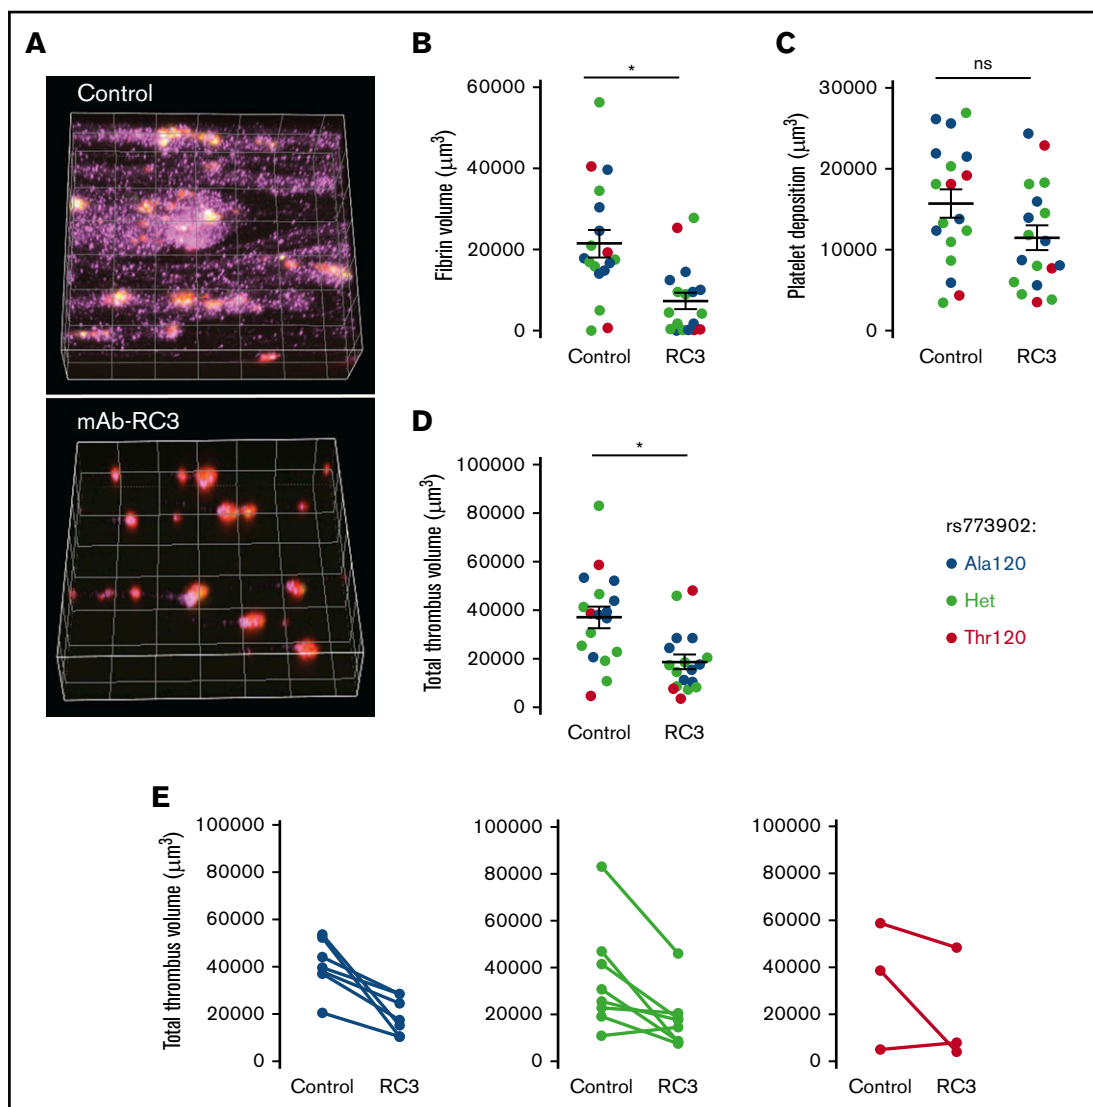 A
Control
mAb-RC3
B
Fibrin volume (μm³)
60000
40000
20000
0
*
Control
RC3
C
Platelet deposition (μm³)
30000
20000
10000
0
ns
Control
RC3
D
Total thrombus volume (μm³)
100000
80000
60000
40000
20000
0
*
Control
RC3
rs773902:
Ala120
Het
Thr120
E
Total thrombus volume (μm³)
100000
80000
60000
40000
20000
0
Control
RC3
100000
80000
60000
40000
20000
0
Control
RC3
100000
80000
60000
40000
20000
0
Control
RC3